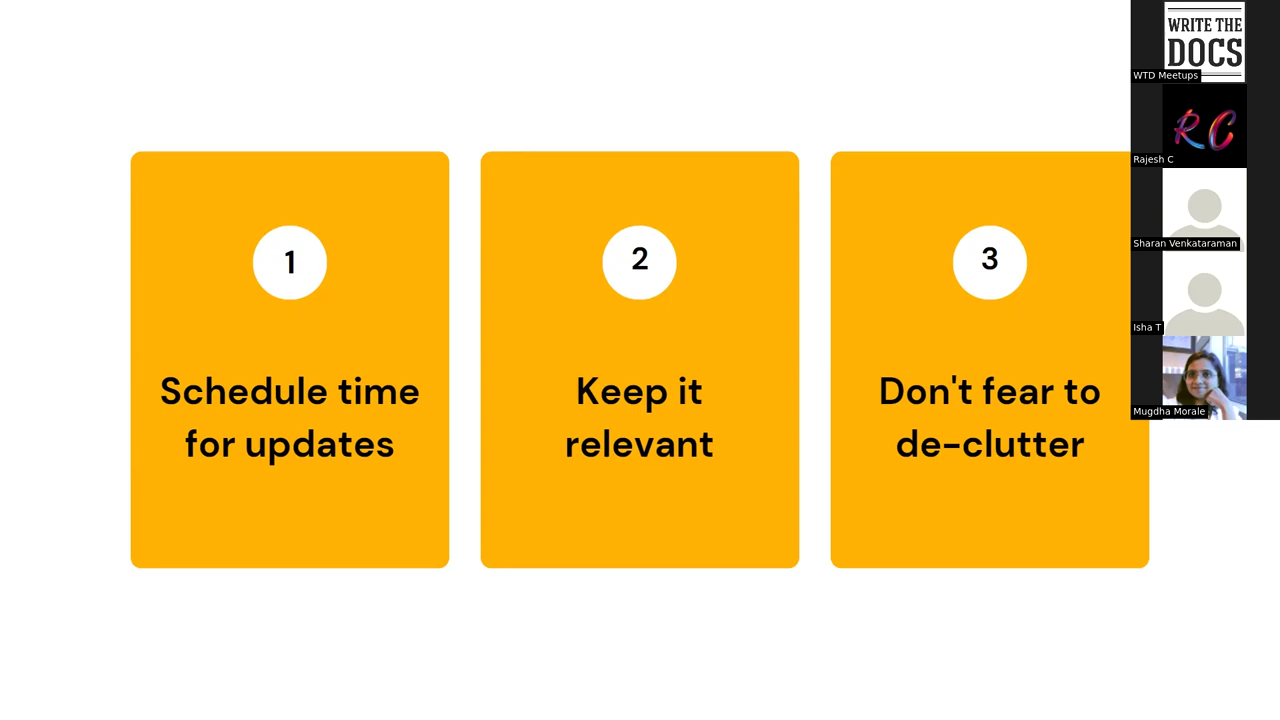 1
Schedule time
for updates
2
Keep it
relevant
3
Don't fear to
de-clutter
WRITE THE
DOCS
WTD Meetups
RC
Rajesh C
Sharan Venkataraman
Isha T
Mugdha Morale